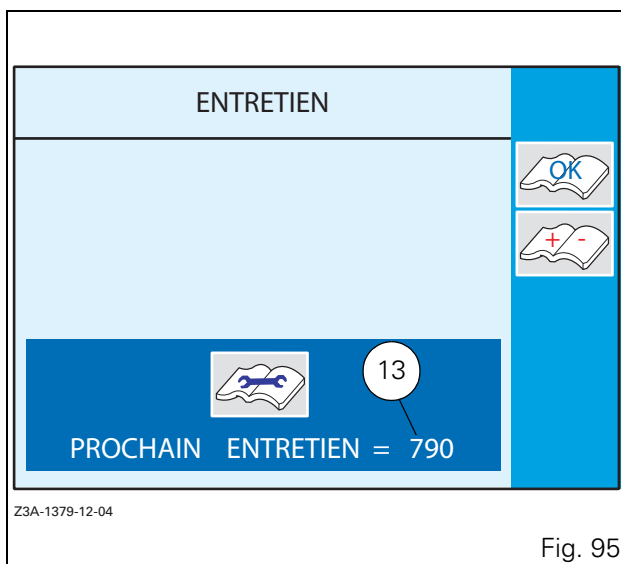 ENTRETIEN
OK
+ -
13
PROCHAIN ENTRETIEN = 790
Z3A-1379-12-04
Fig. 95